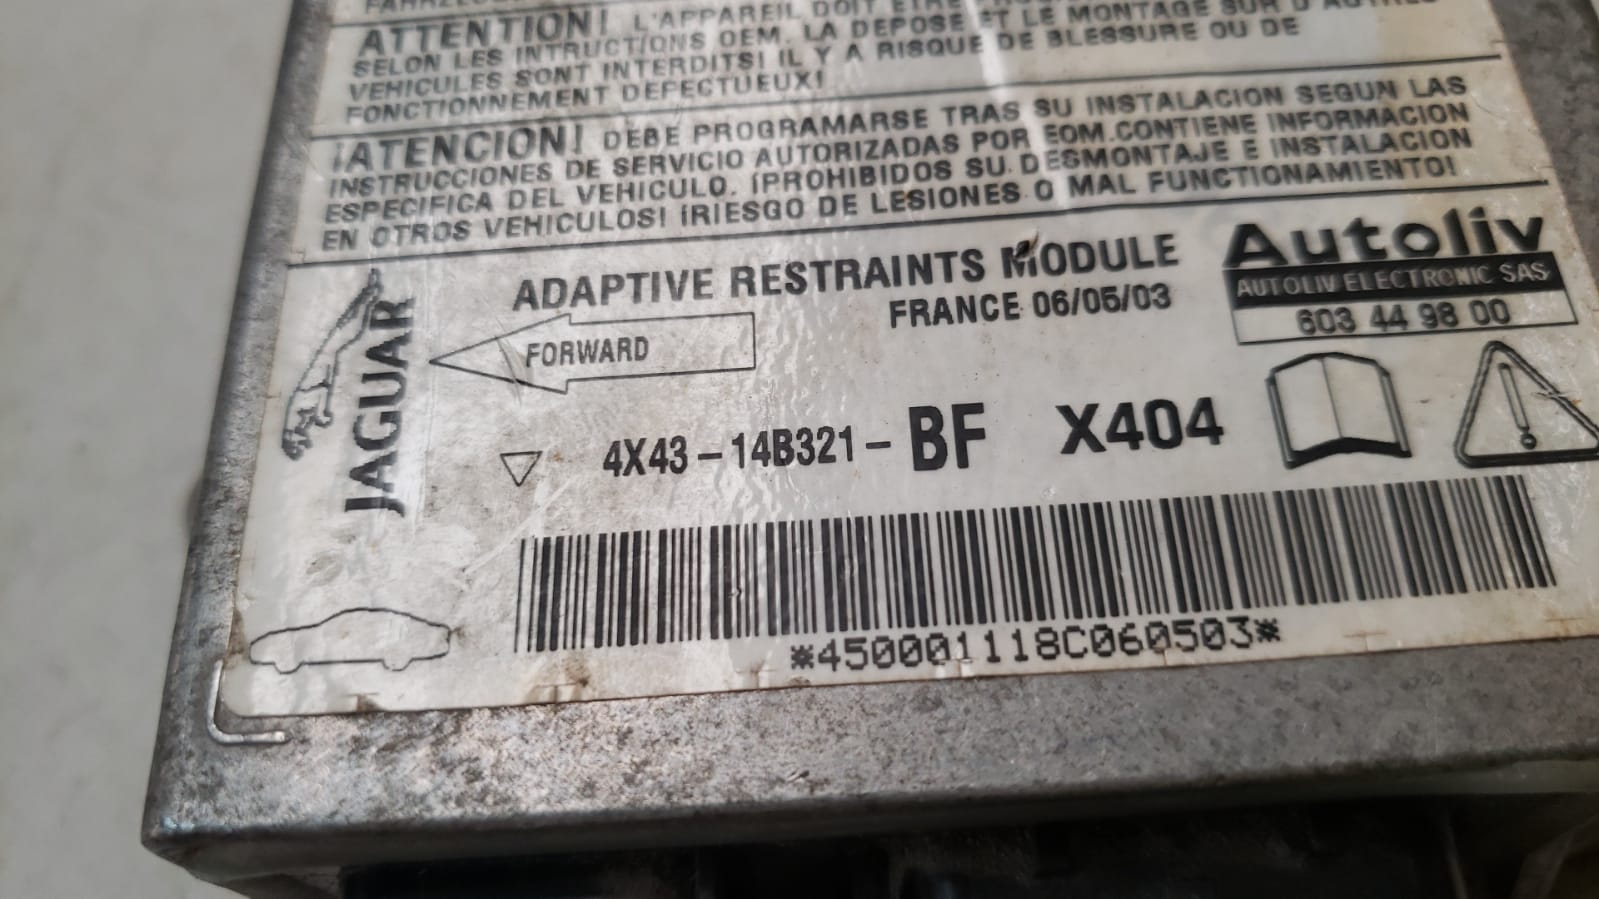 ATTENTION! L'APPAREIL DOIT ETRE
SELON LES INTRUCTIONS OEM. LA DEPOSE ET LE MONTAGE SUR D'AUTRES
VEHICULES SONT INTERDITS! IL Y A RISQUE DE BLESSURE OU DE
FONCTIONNEMENT DEFECTUEUX!
¡ATENCION! DEBE PROGRAMARSE TRAS SU INSTALACION SEGUN LAS
INSTRUCCIONES DE SERVICIO AUTORIZADAS POR EOM.CONTIENE INFORMACION
ESPECIFICA DEL VEHICULO. ¡PROHIBIDOS SU DESMONTAJE E INSTALACION
EN OTROS VEHICULOS! ¡RIESGO DE LESIONES O MAL FUNCTIONAMIENTO!
JAGUAR
ADAPTIVE RESTRAINTS MODULE
FRANCE 06/05/03
FORWARD
Autoliv
AUTOLIV ELECTRONIC SAS
603 44 98 00
4X43-14B321-BF X404
*450001118C060503*